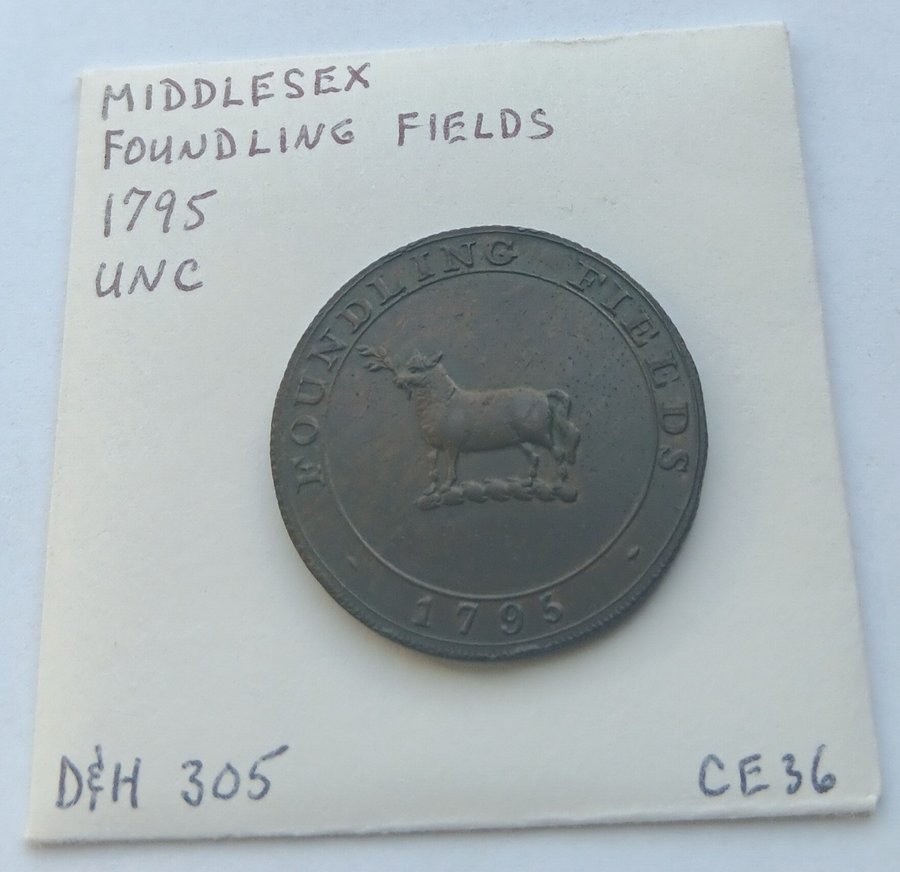 MIDDLESEX
FOUNDLING FIELDS
1795
UNC
FOUNDLING FIELDS
1795
D&H 305
CE36